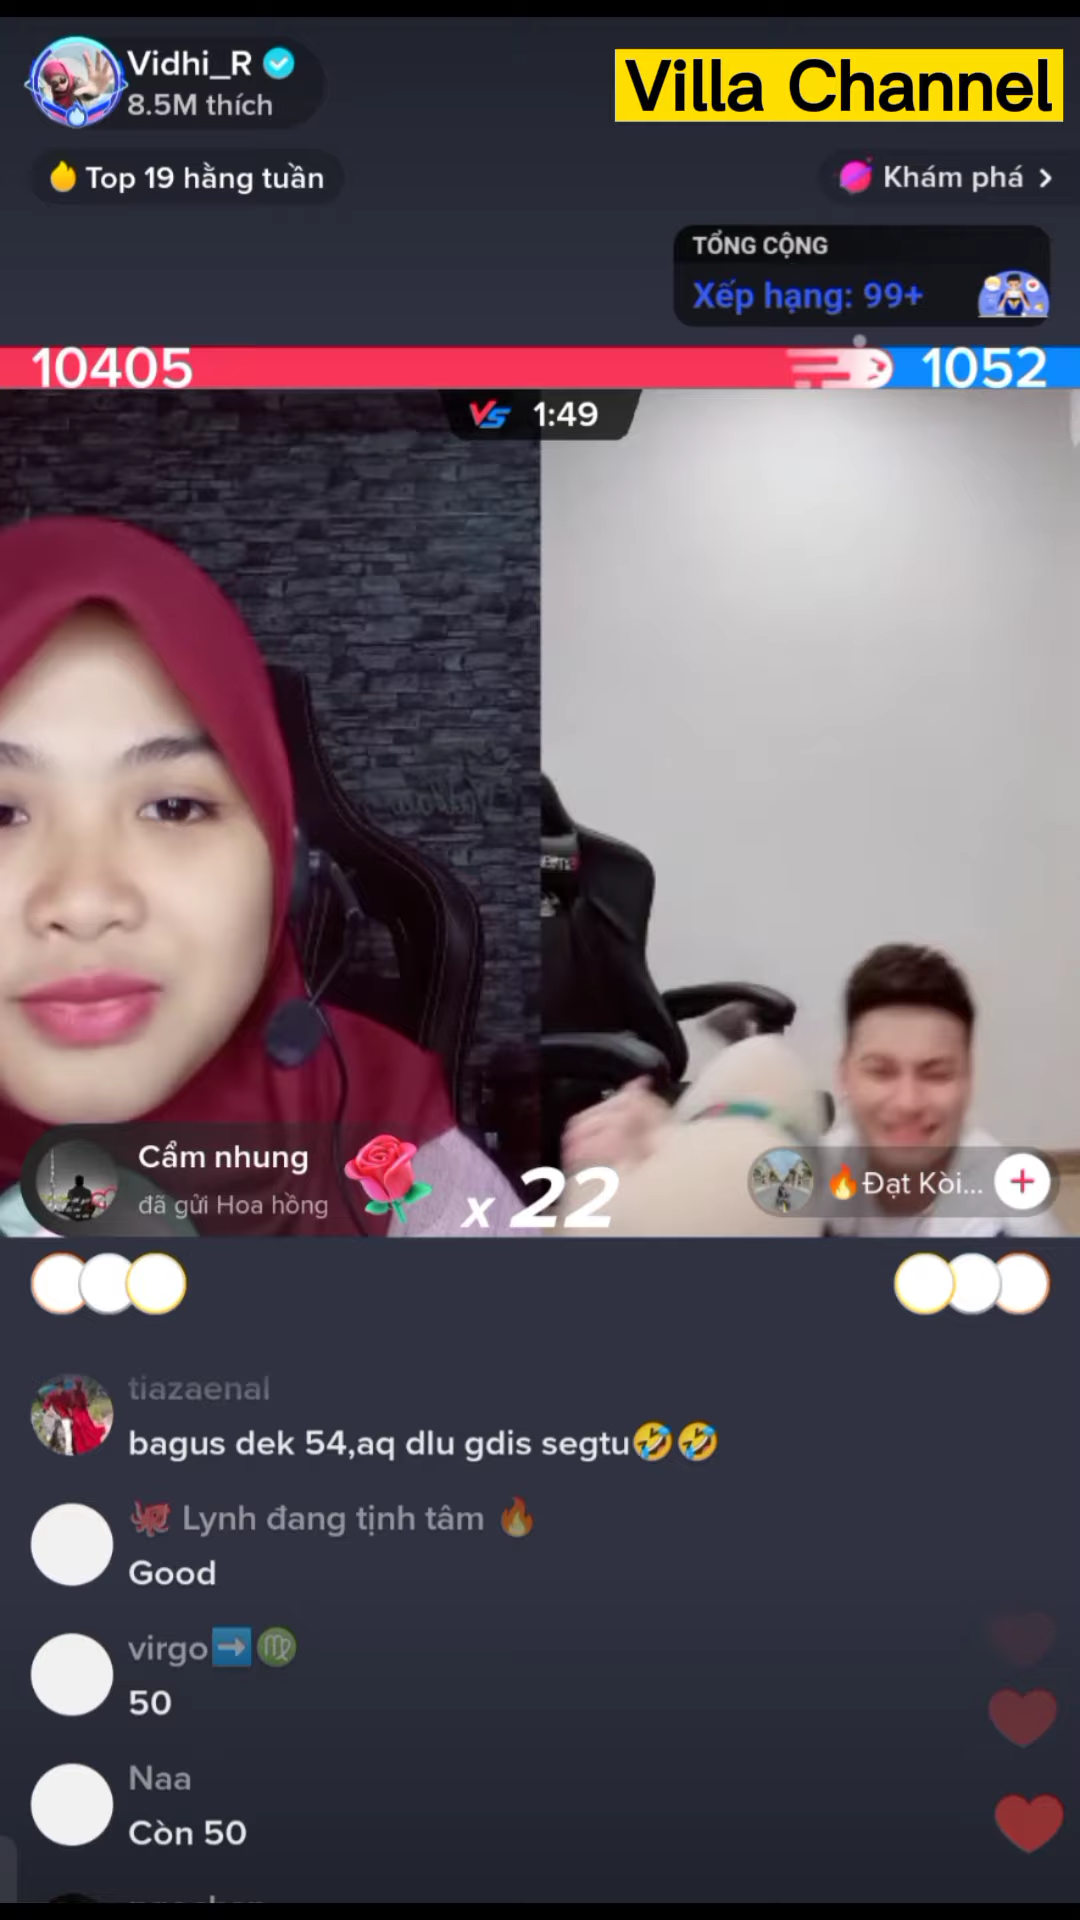 Vidhi_R
8.5M thích
Villa Channel
Top 19 hằng tuần
Khám phá
TỔNG CỘNG
Xếp hạng: 99+
10405
1052
VS 1:49
Cẩm nhung
đã gửi Hoa hồng
x 22
🔥Đạt Kòi...
tiazaenal
bagus dek 54,aq dlu gdis segtu🤣🤣
🐙 Lynh đang tịnh tâm 🔥
Good
virgo➡️♍
50
Naa
Còn 50